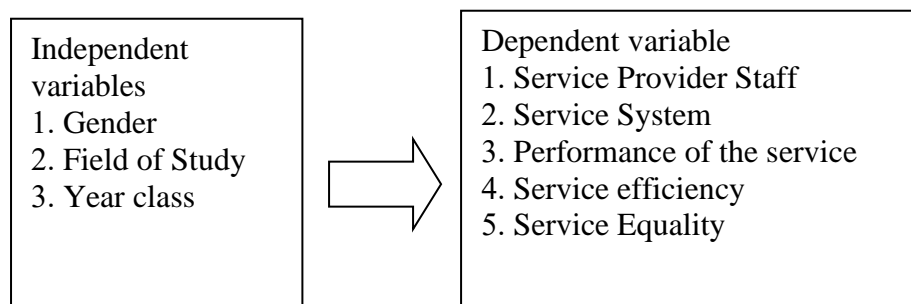 Independent
variables
1. Gender
2. Field of Study
3. Year class
Dependent variable
1. Service Provider Staff
2. Service System
3. Performance of the service
4. Service efficiency
5. Service Equality